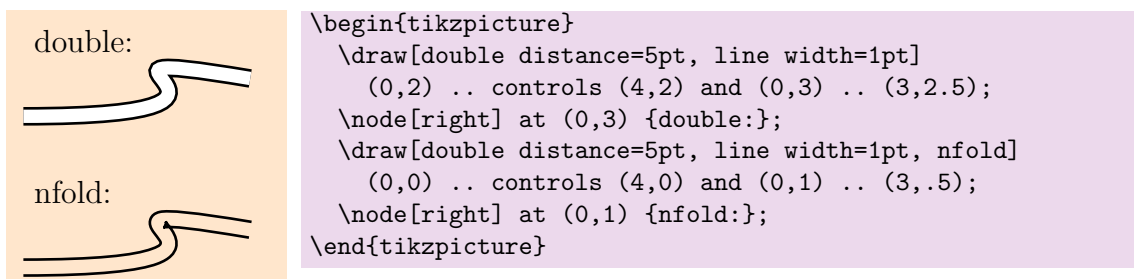 double:
nfold:
\begin{tikzpicture}
  \draw[double distance=5pt, line width=1pt]
    (0,2) .. controls (4,2) and (0,3) .. (3,2.5);
  \node[right] at (0,3) {double:};
  \draw[double distance=5pt, line width=1pt, nfold]
    (0,0) .. controls (4,0) and (0,1) .. (3,.5);
  \node[right] at (0,1) {nfold:};
\end{tikzpicture}